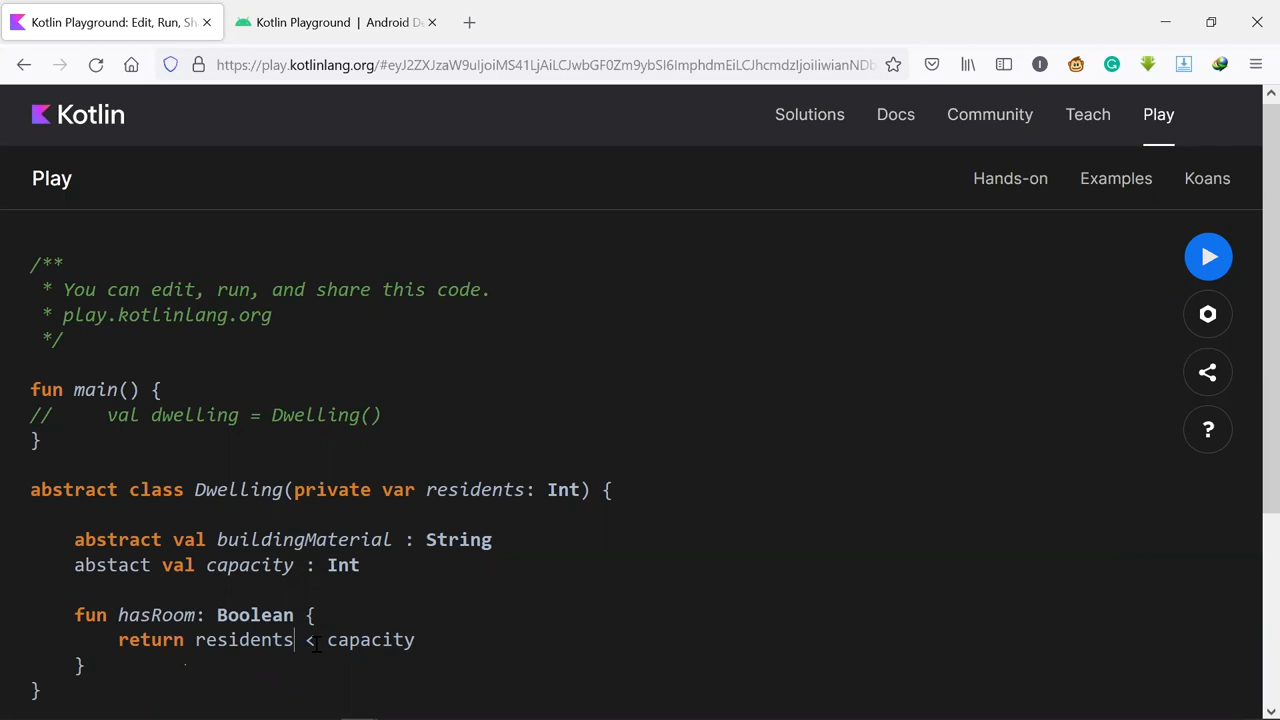 Kotlin Playground: Edit, Run, Sh
Kotlin Playground | Android De
https://play.kotlinlang.org/#eyJ2ZXJzaW9uIjoiMS41LjAiLCJwbGF0Zm9ybSI6ImphdmEiLCJhcmdzIjoiIiwianNDb
Kotlin
Solutions Docs Community Teach Play
Play
Hands-on Examples Koans
/**
* You can edit, run, and share this code.
* play.kotlinlang.org
*/
fun main() {
// val dwelling = Dwelling()
}
abstract class Dwelling(private var residents: Int) {
abstract val buildingMaterial : String
abstact val capacity : Int
fun hasRoom: Boolean {
return residents < capacity
}
}